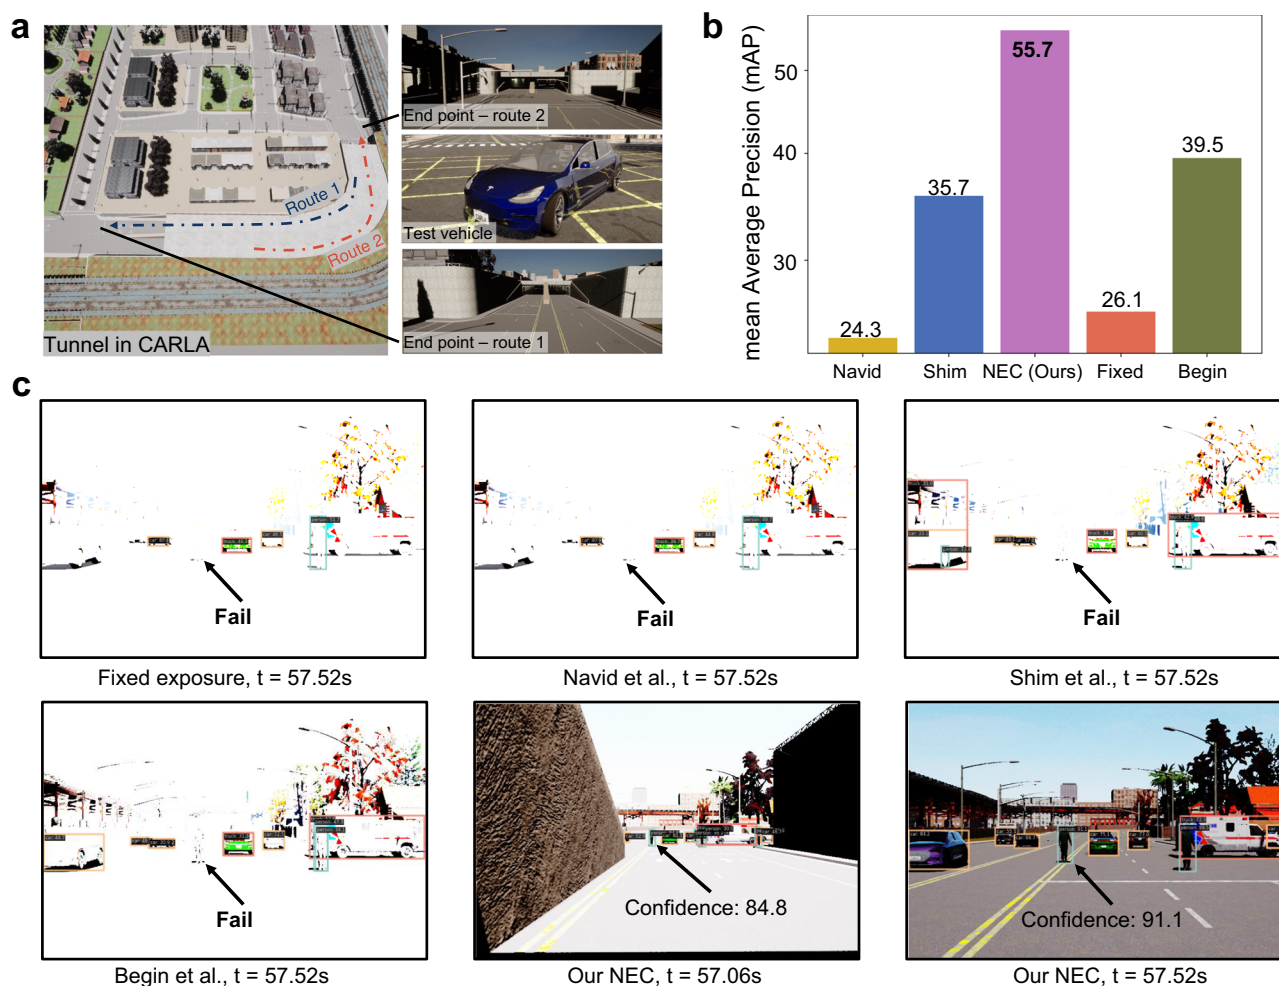 a
End point – route 2
Route 1
Route 2
Test vehicle
Tunnel in CARLA
End point – route 1
b
mean Average Precision (mAP)
50
40
30
24.3
35.7
55.7
26.1
39.5
Navid
Shim
NEC (Ours)
Fixed
Begin
c
Fail
Fail
Fail
Fixed exposure, t = 57.52s
Navid et al., t = 57.52s
Shim et al., t = 57.52s
Fail
Confidence: 84.8
Confidence: 91.1
Begin et al., t = 57.52s
Our NEC, t = 57.06s
Our NEC, t = 57.52s